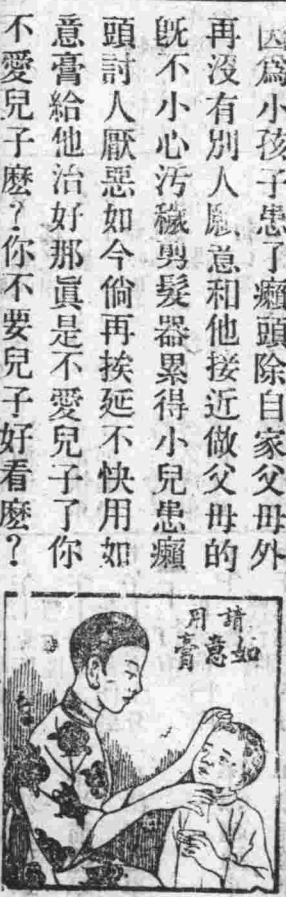 因爲小孩子患了癩頭除自家父母外
再沒有別人願意和他接近做父母的
旣不小心汚穢剪髮器累得小兒患癩
頭討人厭惡如今倘再挨延不快用如
意膏給他治好那眞是不愛兒子了你
不愛兒子麼？你不要兒子好看麼？
請用
如意膏